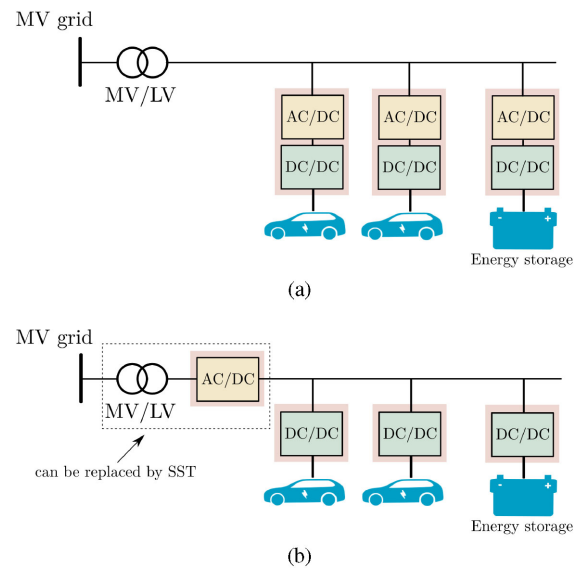 MV grid
MV/LV
AC/DC
AC/DC
AC/DC
DC/DC
DC/DC
DC/DC
- +
Energy storage
(a)
MV grid
AC/DC
MV/LV
DC/DC
DC/DC
DC/DC
can be replaced by SST
- +
Energy storage
(b)